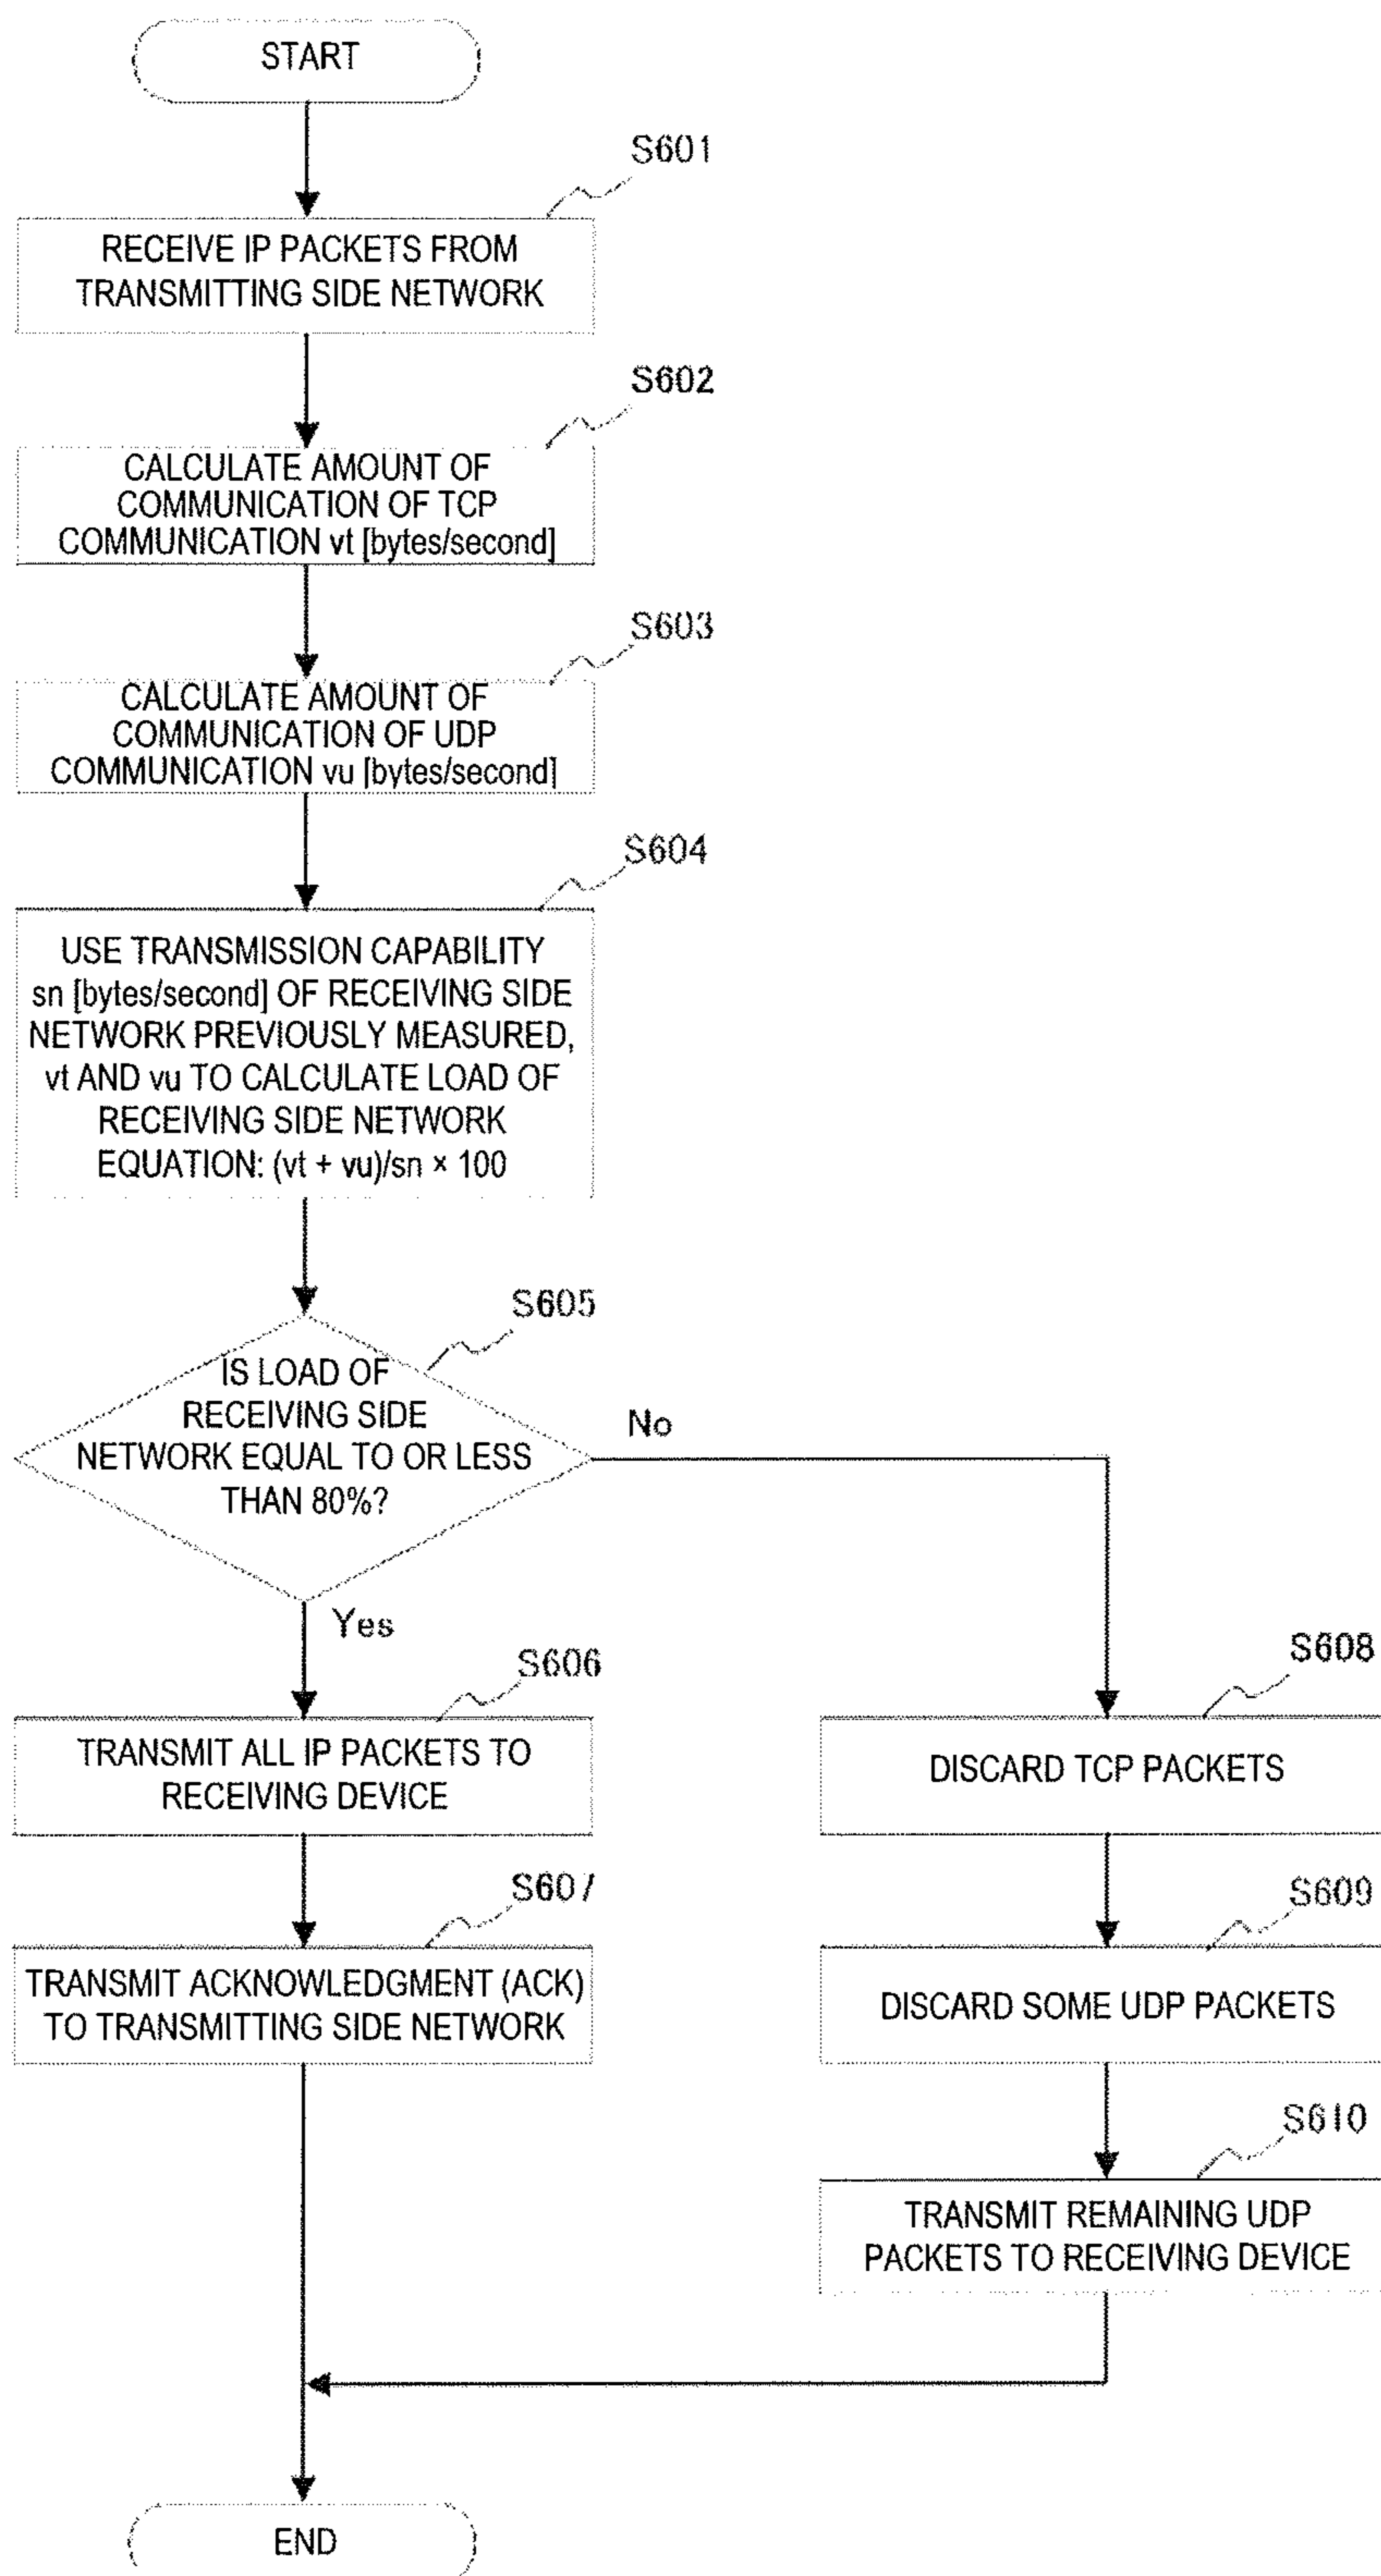 START
S601
RECEIVE IP PACKETS FROM
TRANSMITTING SIDE NETWORK
S602
CALCULATE AMOUNT OF
COMMUNICATION OF TCP
COMMUNICATION vt [bytes/second]
S603
CALCULATE AMOUNT OF
COMMUNICATION OF UDP
COMMUNICATION vu [bytes/second]
S604
USE TRANSMISSION CAPABILITY
sn [bytes/second] OF RECEIVING SIDE
NETWORK PREVIOUSLY MEASURED,
vt AND vu TO CALCULATE LOAD OF
RECEIVING SIDE NETWORK
EQUATION: (vt + vu)/sn × 100
S605
IS LOAD OF
RECEIVING SIDE
NETWORK EQUAL TO OR LESS
THAN 80%?
No
Yes
S606
TRANSMIT ALL IP PACKETS TO
RECEIVING DEVICE
S607
TRANSMIT ACKNOWLEDGMENT (ACK)
TO TRANSMITTING SIDE NETWORK
S608
DISCARD TCP PACKETS
S609
DISCARD SOME UDP PACKETS
S610
TRANSMIT REMAINING UDP
PACKETS TO RECEIVING DEVICE
END